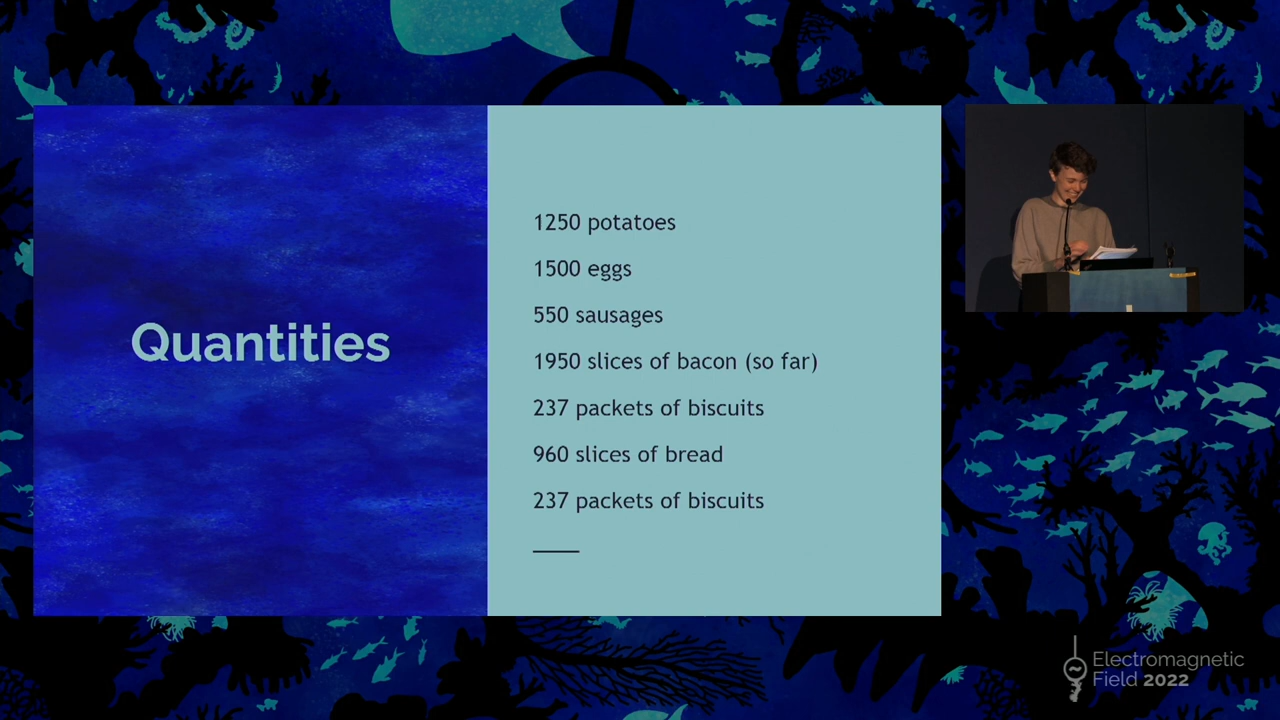 Quantities
1250 potatoes
1500 eggs
550 sausages
1950 slices of bacon (so far)
237 packets of biscuits
960 slices of bread
237 packets of biscuits
Electromagnetic
Field 2022